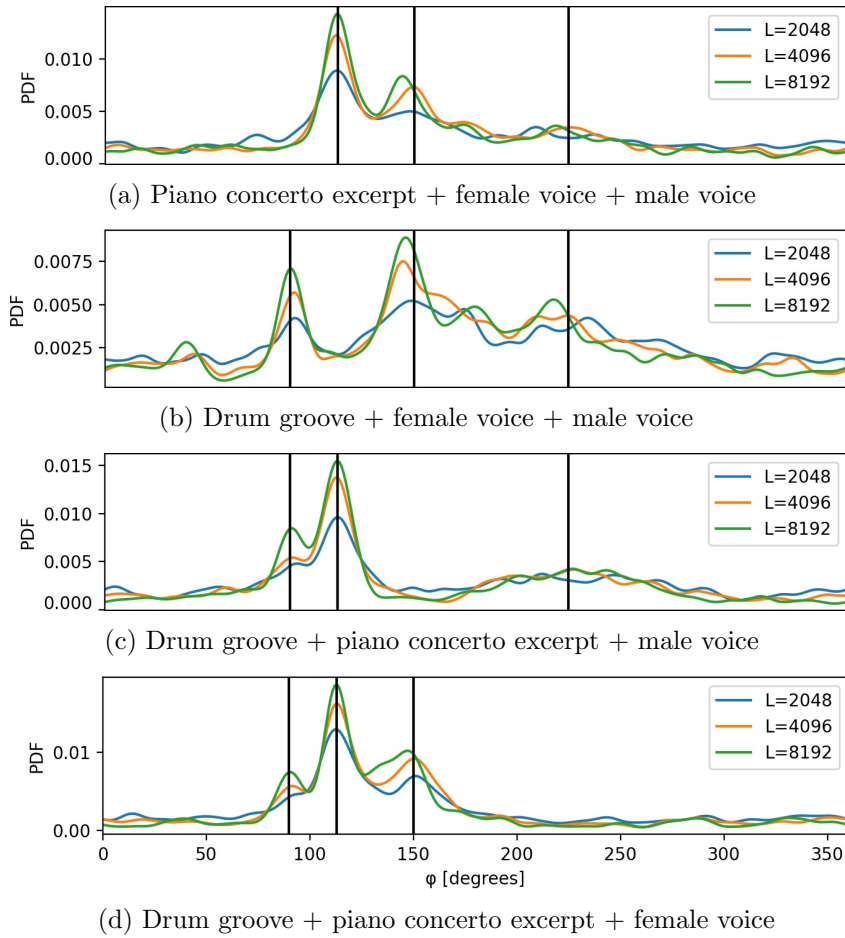 0.010
0.005
0.000
PDF
L=2048
L=4096
L=8192
(a) Piano concerto excerpt + female voice + male voice
0.0075
0.0050
0.0025
PDF
L=2048
L=4096
L=8192
(b) Drum groove + female voice + male voice
0.015
0.010
0.005
0.000
PDF
L=2048
L=4096
L=8192
(c) Drum groove + piano concerto excerpt + male voice
0.01
0.00
PDF
L=2048
L=4096
L=8192
0 50 100 150 200 250 300 350
φ [degrees]
(d) Drum groove + piano concerto excerpt + female voice